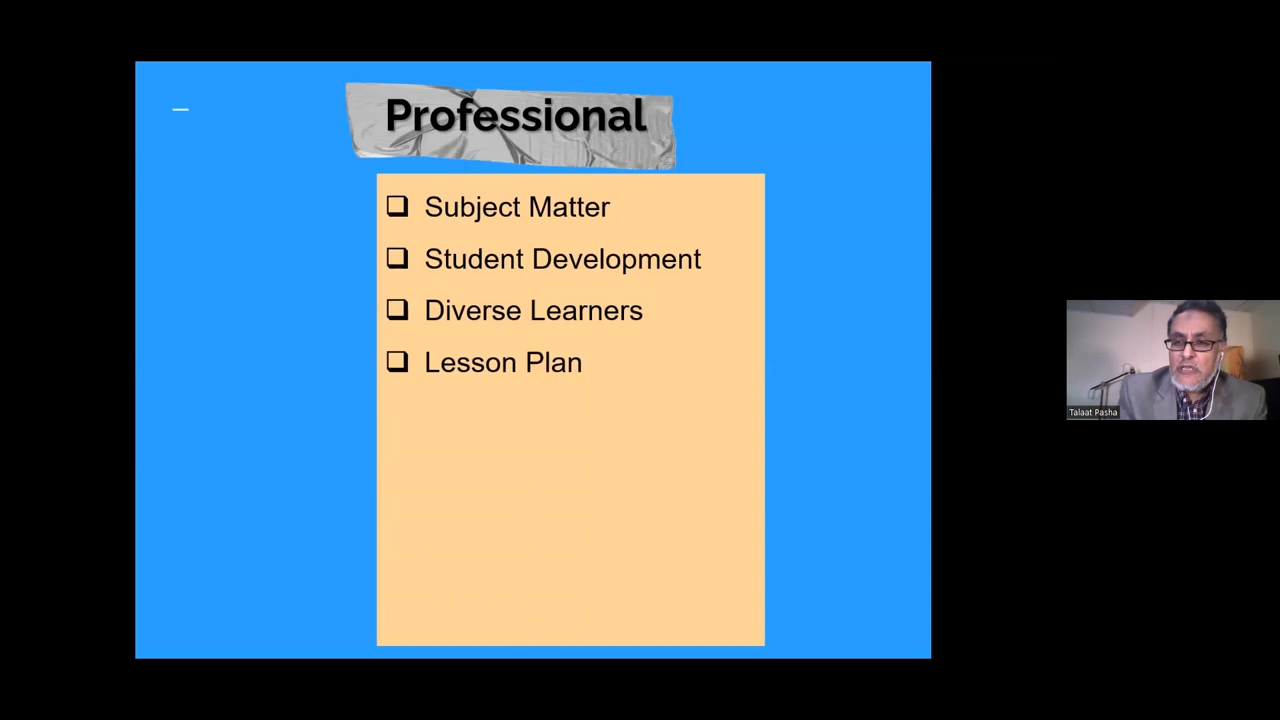 Professional
Subject Matter
Student Development
Diverse Learners
Lesson Plan
Talaat Pasha